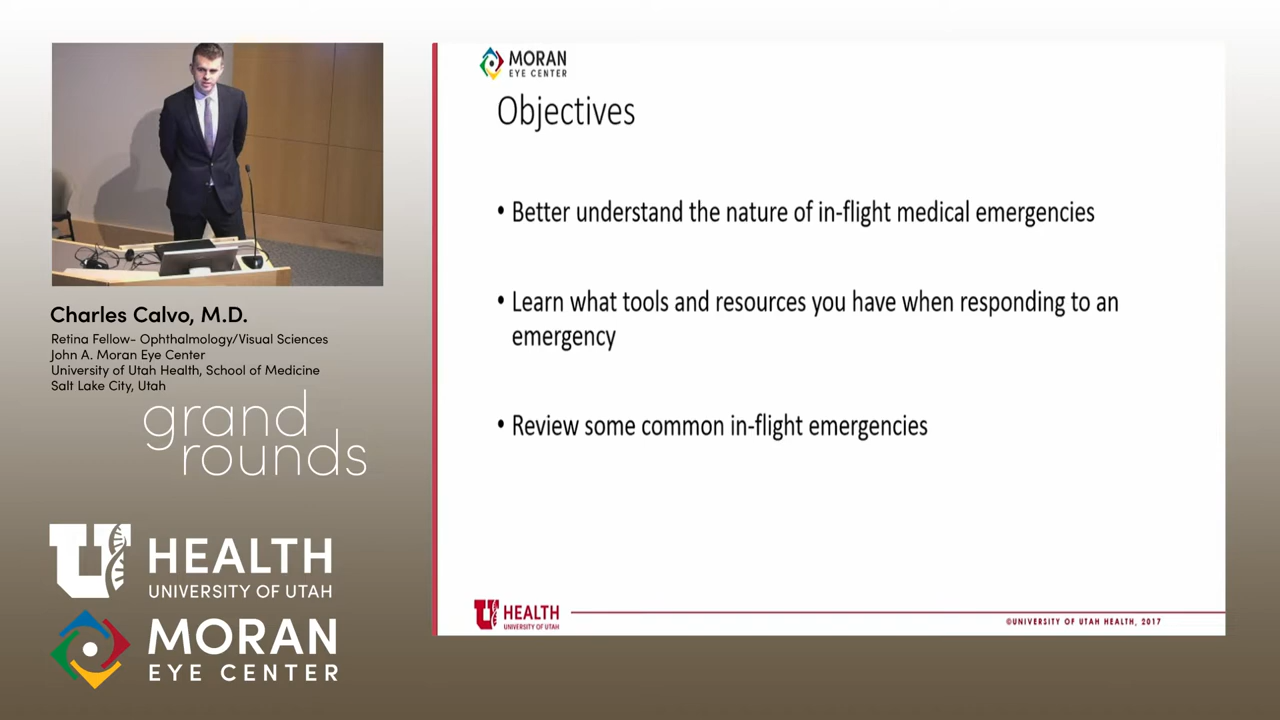 Charles Calvo, M.D.
Retina Fellow- Ophthalmology/Visual Sciences
John A. Moran Eye Center
University of Utah Health, School of Medicine
Salt Lake City, Utah
grand
rounds
U HEALTH
UNIVERSITY OF UTAH
MORAN
EYE CENTER
MORAN
EYE CENTER
Objectives
• Better understand the nature of in-flight medical emergencies
• Learn what tools and resources you have when responding to an
emergency
• Review some common in-flight emergencies
U HEALTH
UNIVERSITY OF UTAH
©UNIVERSITY OF UTAH HEALTH, 2017